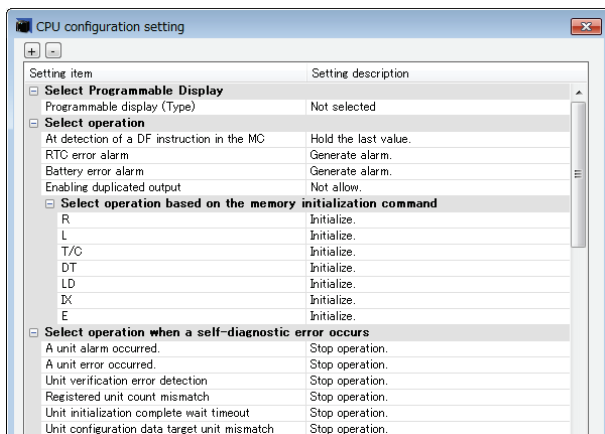 CPU configuration setting
+ -
Setting item Setting description
Select Programmable Display
Programmable display (Type) Not selected
Select operation
At detection of a DF instruction in the MC Hold the last value.
RTC error alarm Generate alarm.
Battery error alarm Generate alarm.
Enabling duplicated output Not allow.
Select operation based on the memory initialization command
R Initialize.
L Initialize.
T/C Initialize.
DT Initialize.
LD Initialize.
IX Initialize.
E Initialize.
Select operation when a self-diagnostic error occurs
A unit alarm occurred. Stop operation.
A unit error occurred. Stop operation.
Unit verification error detection Stop operation.
Registered unit count mismatch Stop operation.
Unit initialization complete wait timeout Stop operation.
Unit configuration data target unit mismatch Stop operation.